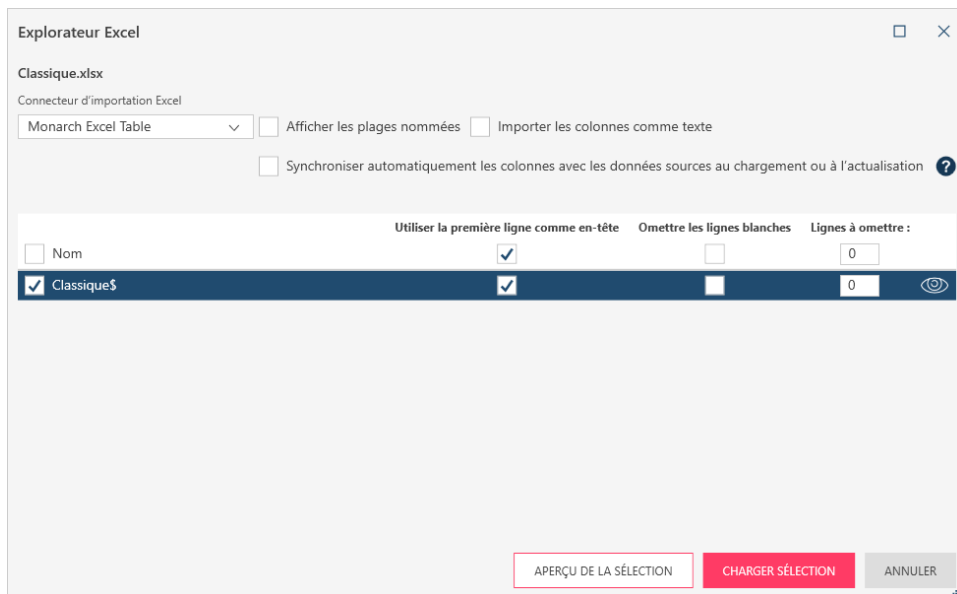 Explorateur Excel
Classique.xlsx
Connecteur d'importation Excel
Monarch Excel Table Afficher les plages nommées Importer les colonnes comme texte
Synchroniser automatiquement les colonnes avec les données sources au chargement ou à l'actualisation ?
Utiliser la première ligne comme en-tête Omettre les lignes blanches Lignes à omettre :
Nom 0
Classique$ 0
APERÇU DE LA SÉLECTION CHARGER SÉLECTION ANNULER